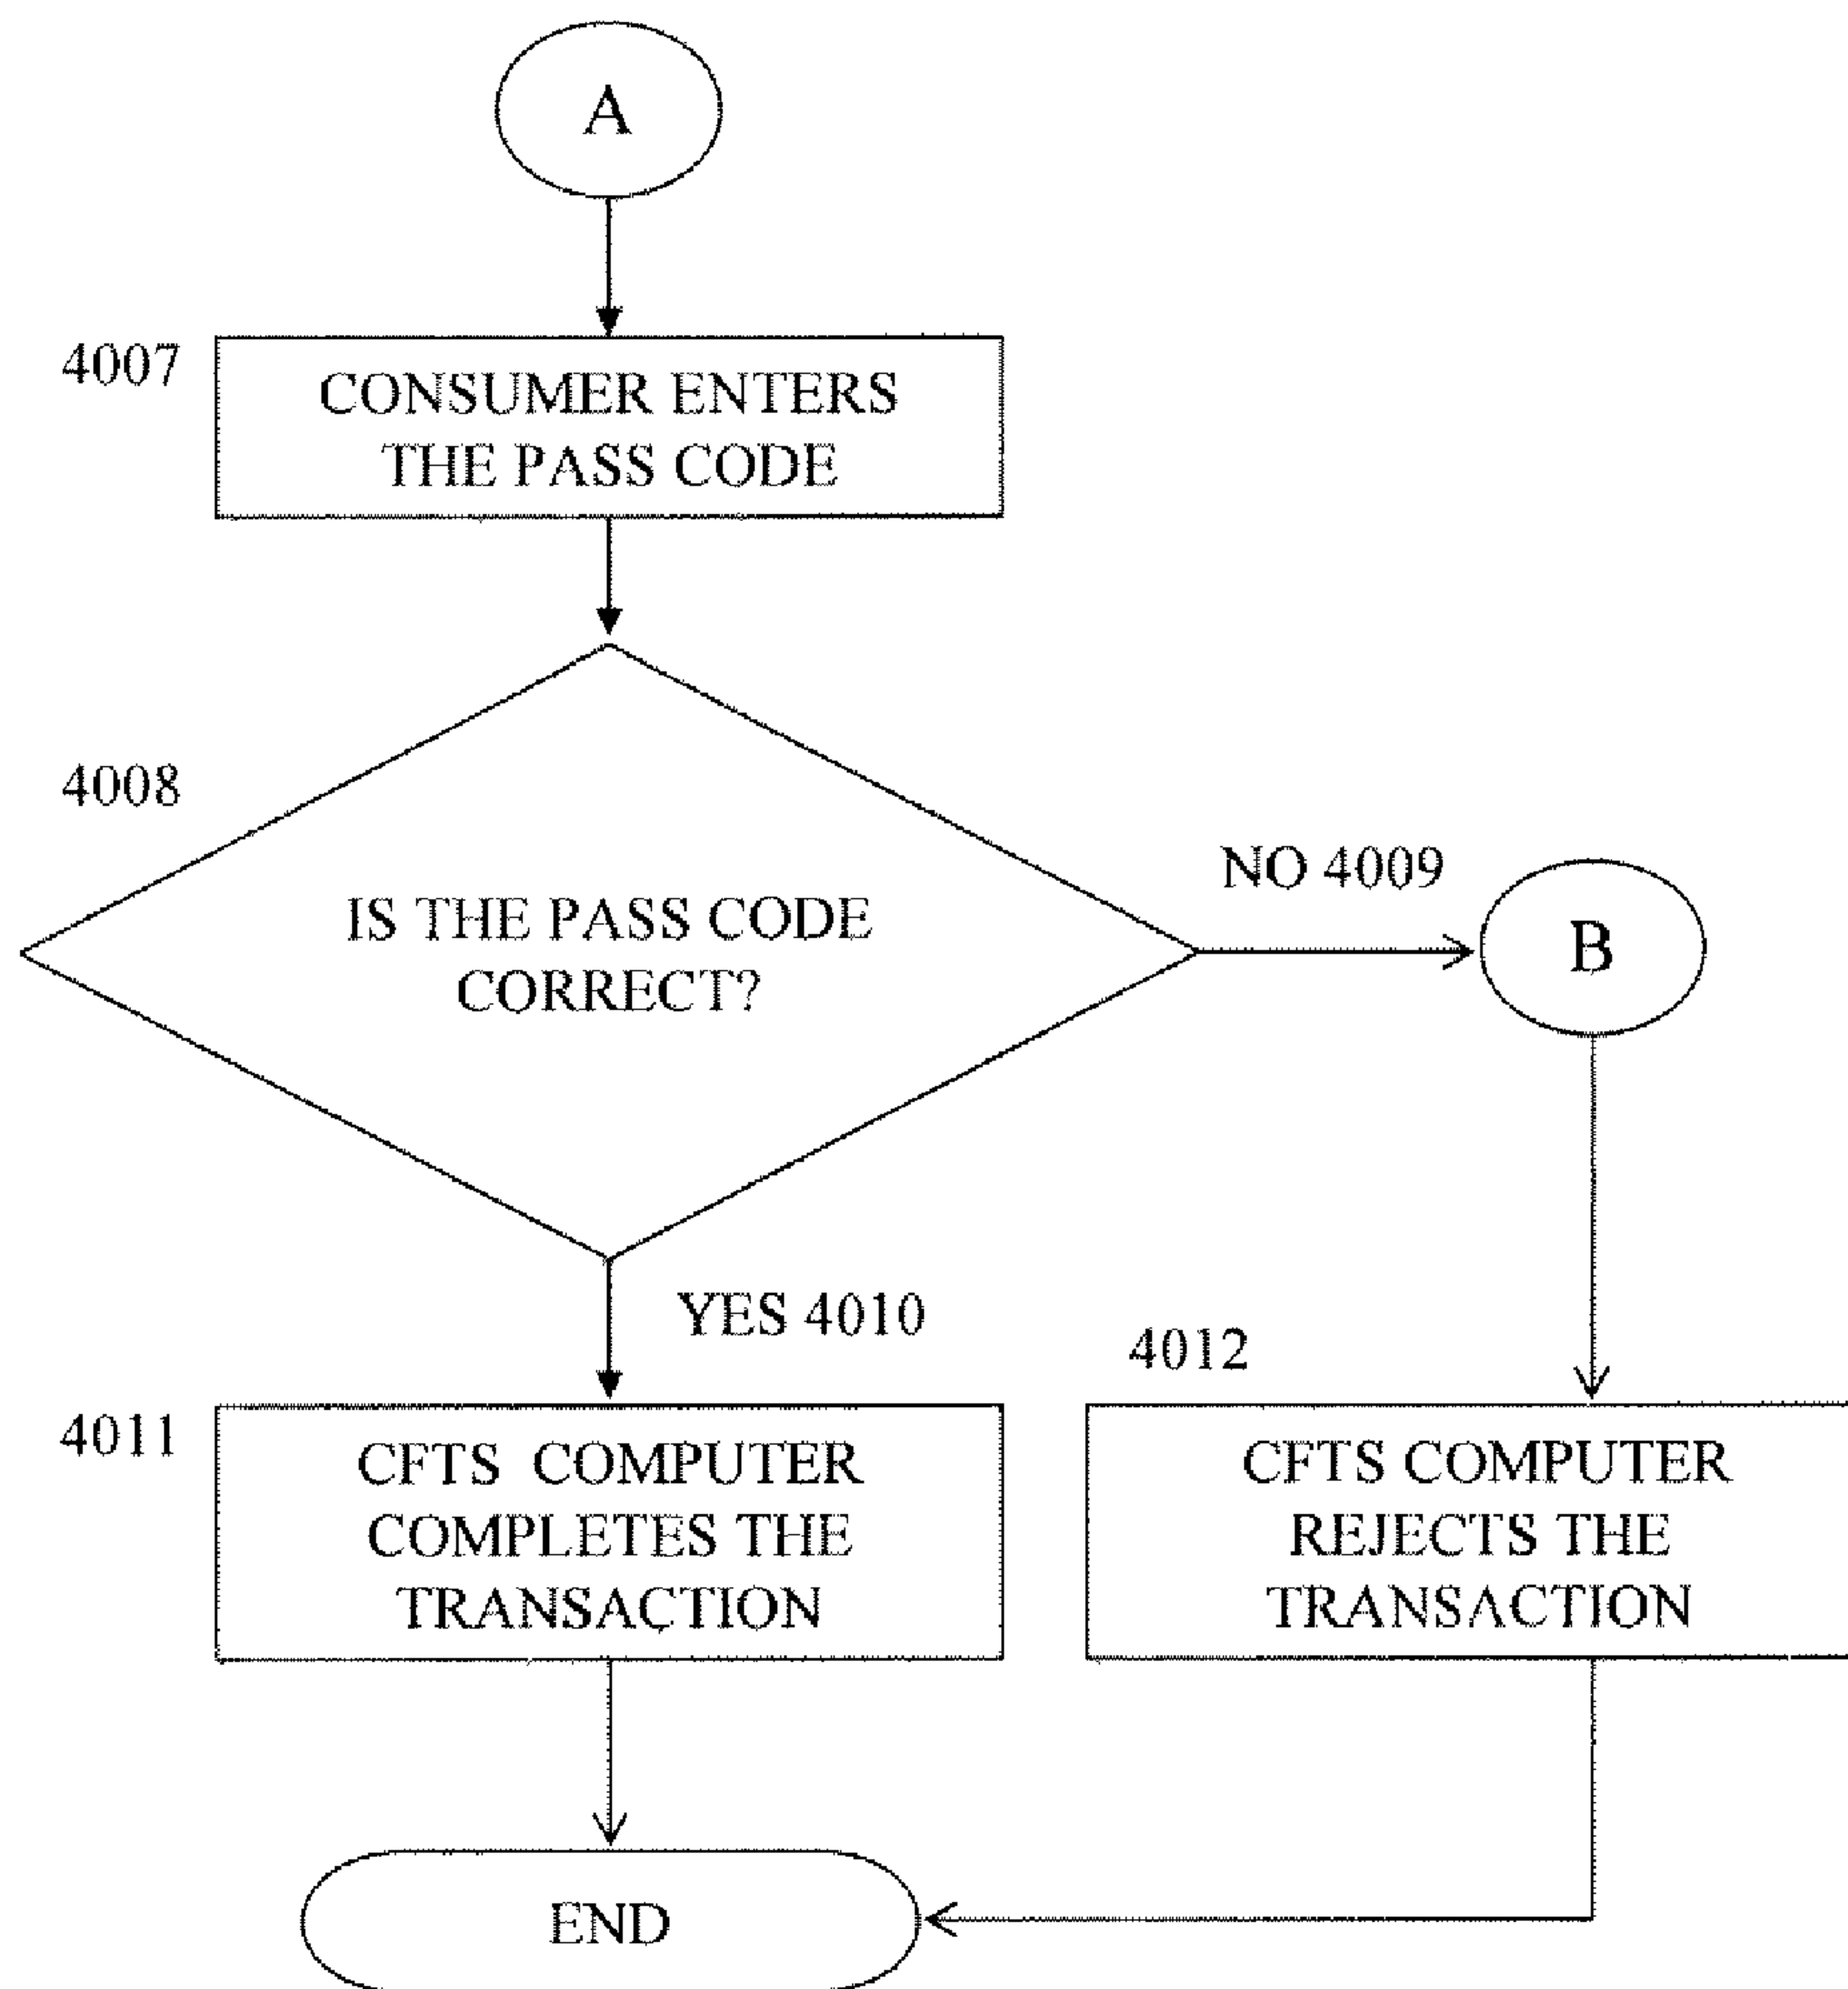 A
4007
CONSUMER ENTERS
THE PASS CODE
4008
IS THE PASS CODE
CORRECT?
NO 4009
B
YES 4010
4011
CFTS COMPUTER
COMPLETES THE
TRANSACTION
4012
CFTS COMPUTER
REJECTS THE
TRANSACTION
END